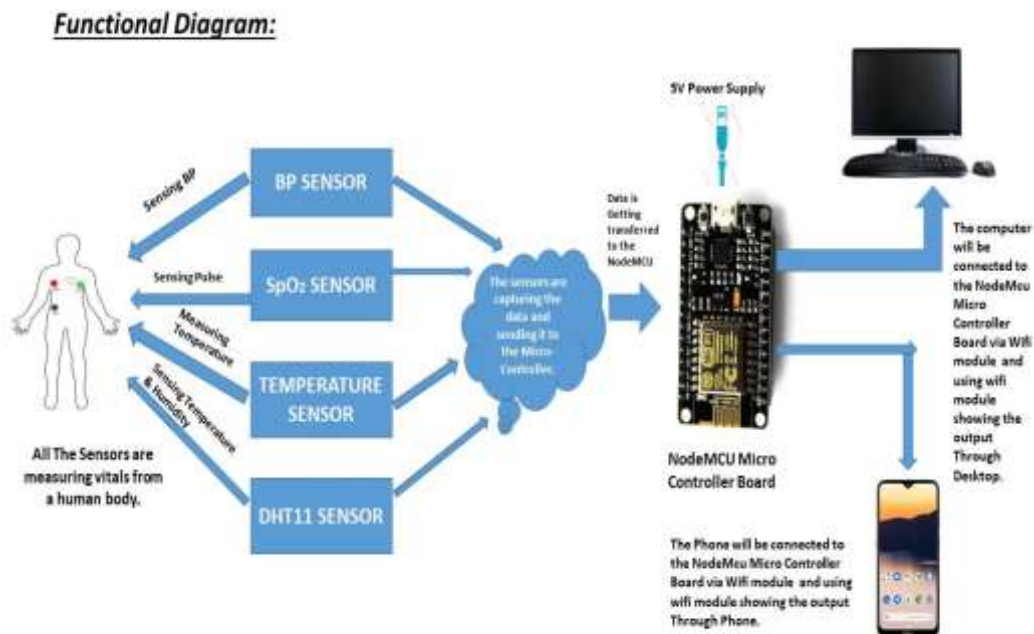 Functional Diagram:
5V Power Supply
BP SENSOR
Sensing BP
Data is
Getting
transferred
to the
NodeMCU
SpO₂ SENSOR
Sensing Pulse
The sensors are
capturing the
data and
sending it to
the Micro
Controller.
Measuring
Temperature
TEMPERATURE
SENSOR
Sensing Temperature
& Humidity
DHT11 SENSOR
All The Sensors are
measuring vitals from
a human body.
NodeMCU Micro
Controller Board
The computer
will be
connected to
the NodeMcu
Micro
Controller
Board via Wifi
module and
using wifi
module
showing the
output
Through
Desktop.
The Phone will be connected to
the NodeMcu Micro Controller
Board via Wifi module and using
wifi module showing the output
Through Phone.